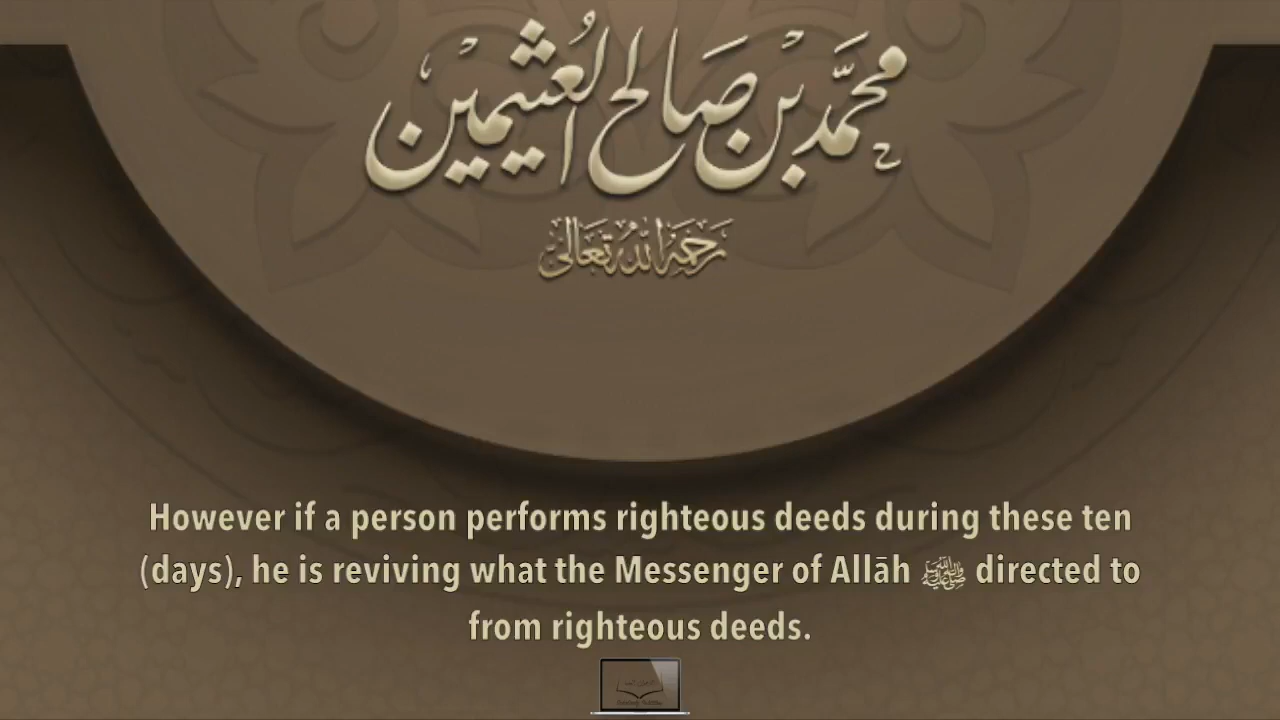 محمد بن صالح العثيمين
رحمه الله تعالى
However if a person performs righteous deeds during these ten
(days), he is reviving what the Messenger of Allāh ﷺ directed to
from righteous deeds.